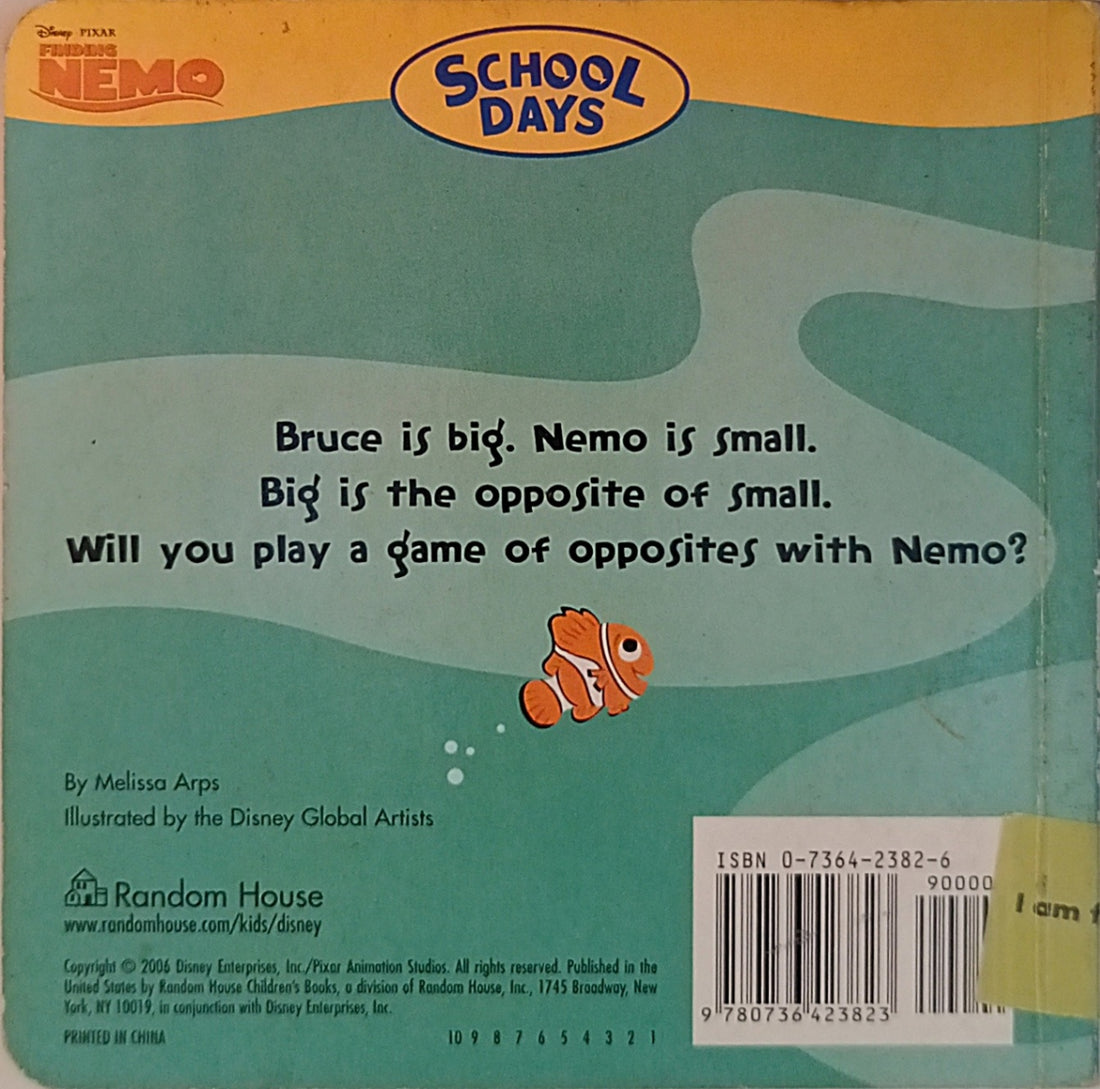 Disney PIXAR
FINDING
NEMO
SCHOOL
DAYS
Bruce is big. Nemo is small.
Big is the opposite of small.
Will you play a game of opposites with Nemo?
By Melissa Arps
Illustrated by the Disney Global Artists
Random House
www.randomhouse.com/kids/disney
Copyright © 2006 Disney Enterprises, Inc./Pixar Animation Studios. All rights reserved. Published in the
United States by Random House Children's Books, a division of Random House, Inc., 1745 Broadway, New
York, NY 10019, in conjunction with Disney Enterprises, Inc.
PRINTED IN CHINA
10 9 8 7 6 5 4 3 2 1
ISBN 0-7364-2382-6
90000
9 780736 423823
I am f